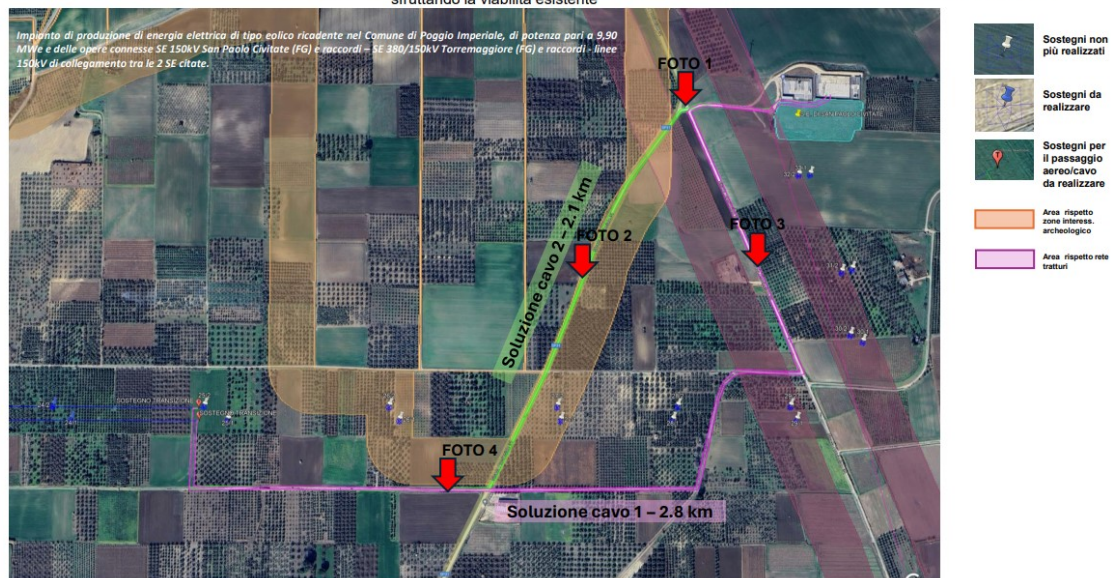 sfruttando la viabilità esistente
Impianto di produzione di energia elettrica di tipo eolico ricadente nel Comune di Poggio Imperiale, di potenza pari a 9,90
MWe e delle opere connesse SE 150kV San Paolo Civitate (FG) e raccordi – SE 380/150kV Torremaggiore (FG) e raccordi - linee
150kV di collegamento tra le 2 SE citate.
FOTO 1
FOTO 2
FOTO 3
Soluzione cavo 2 – 2.1 km
SOSTEGNO TRANSIZIONE
SOSTEGNO TRANSIZIONE
FOTO 4
Soluzione cavo 1 – 2.8 km
Sostegni non
più realizzati
Sostegni da
realizzare
Sostegni per
il passaggio
aereo/cavo
da realizzare
Area rispetto
zone interess.
archeologico
Area rispetto rete
tratturi